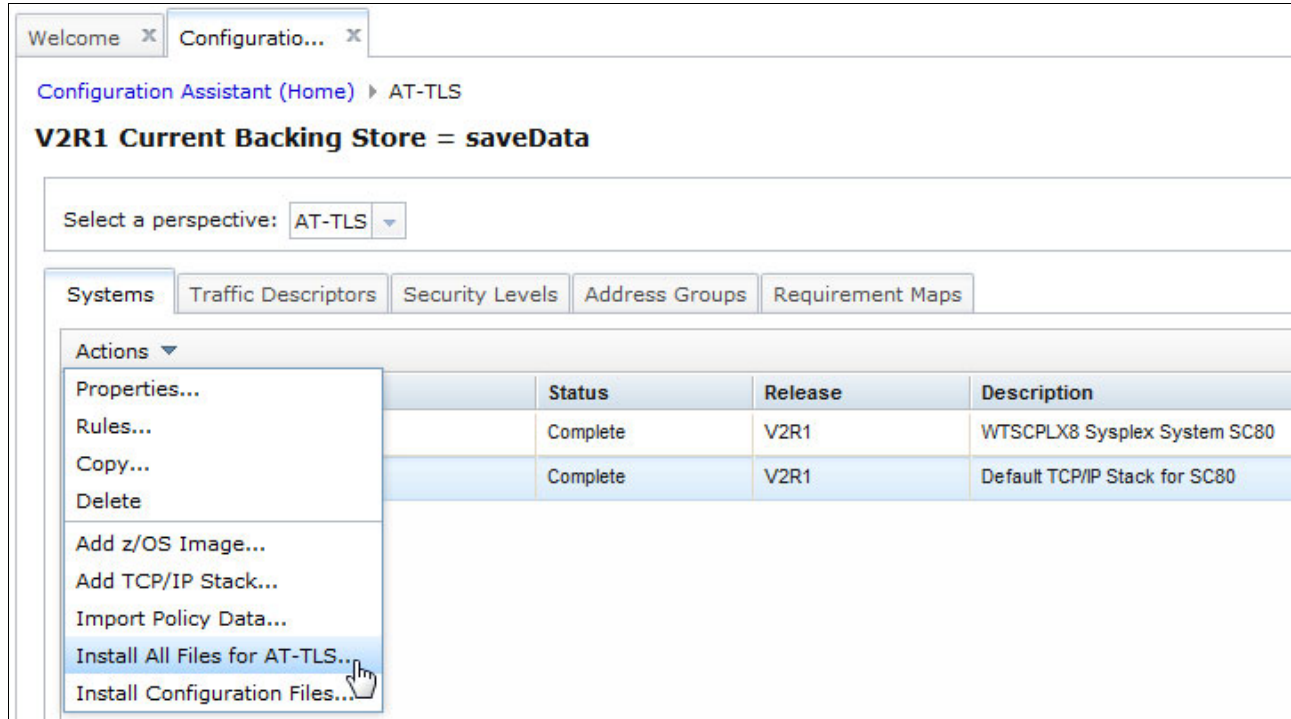 Welcome x Configuratio... x
Configuration Assistant (Home) AT-TLS
V2R1 Current Backing Store = saveData
Select a perspective: AT-TLS
Systems Traffic Descriptors Security Levels Address Groups Requirement Maps
Actions
Status Release Description
Complete V2R1 WTSCPLX8 Sysplex System SC80
Complete V2R1 Default TCP/IP Stack for SC80
Properties...
Rules...
Copy...
Delete
Add z/OS Image...
Add TCP/IP Stack...
Import Policy Data...
Install All Files for AT-TLS...
Install Configuration Files...